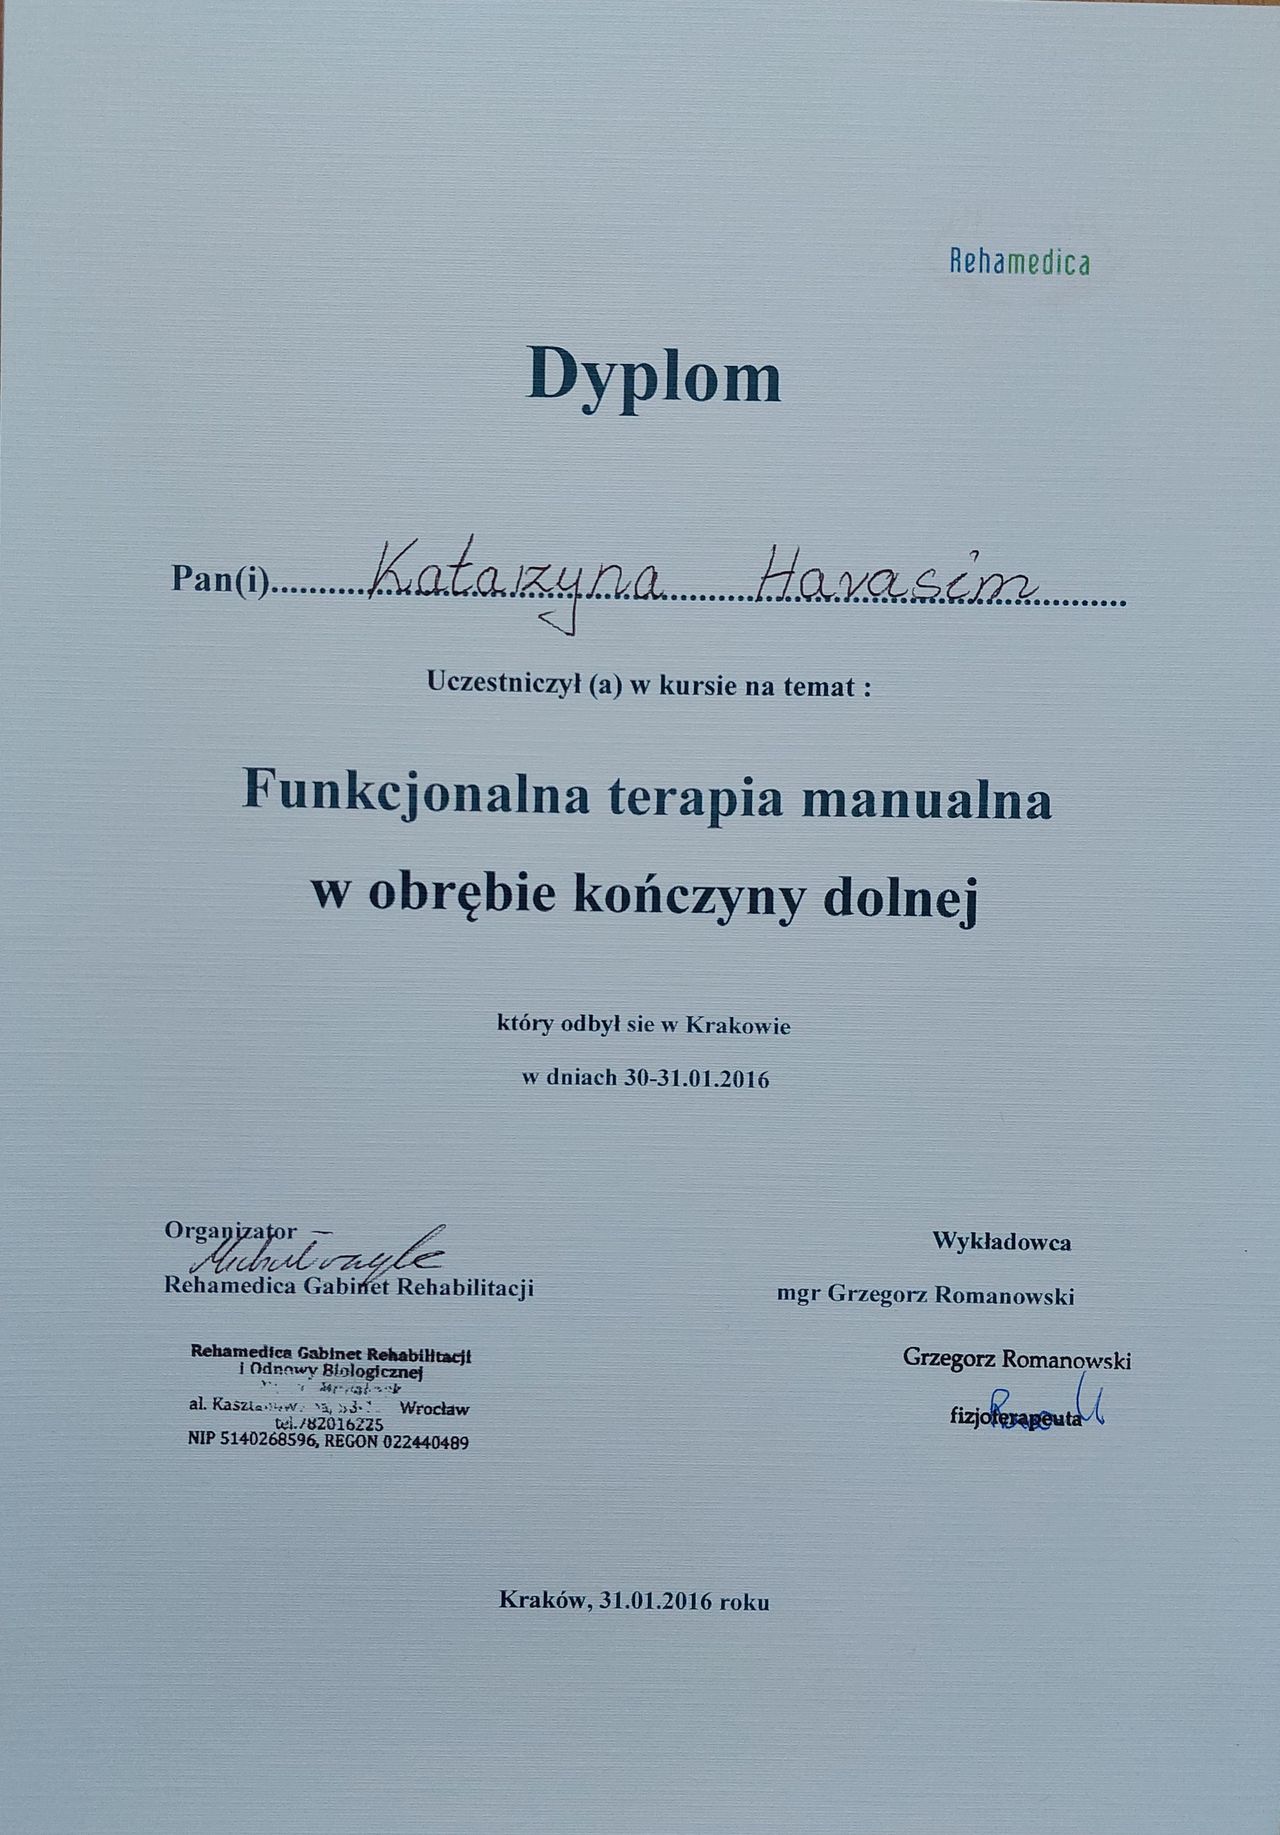 Rehamedica
Dyplom
Pan(i)..........Katarzyna Havasim..........
Uczestniczył (a) w kursie na temat :
Funkcjonalna terapia manualna
w obrębie kończyny dolnej
który odbył sie w Krakowie
w dniach 30-31.01.2016
Organizator
Rehamedica Gabinet Rehabilitacji
Rehamedica Gabinet Rehabilitacji
i Odnowy Biologicznej
al. Wrocław
tel.782016225
NIP 5140268596, REGON 022440489
Wykładowca
mgr Grzegorz Romanowski
Grzegorz Romanowski
fizjoterapeuta
Kraków, 31.01.2016 roku